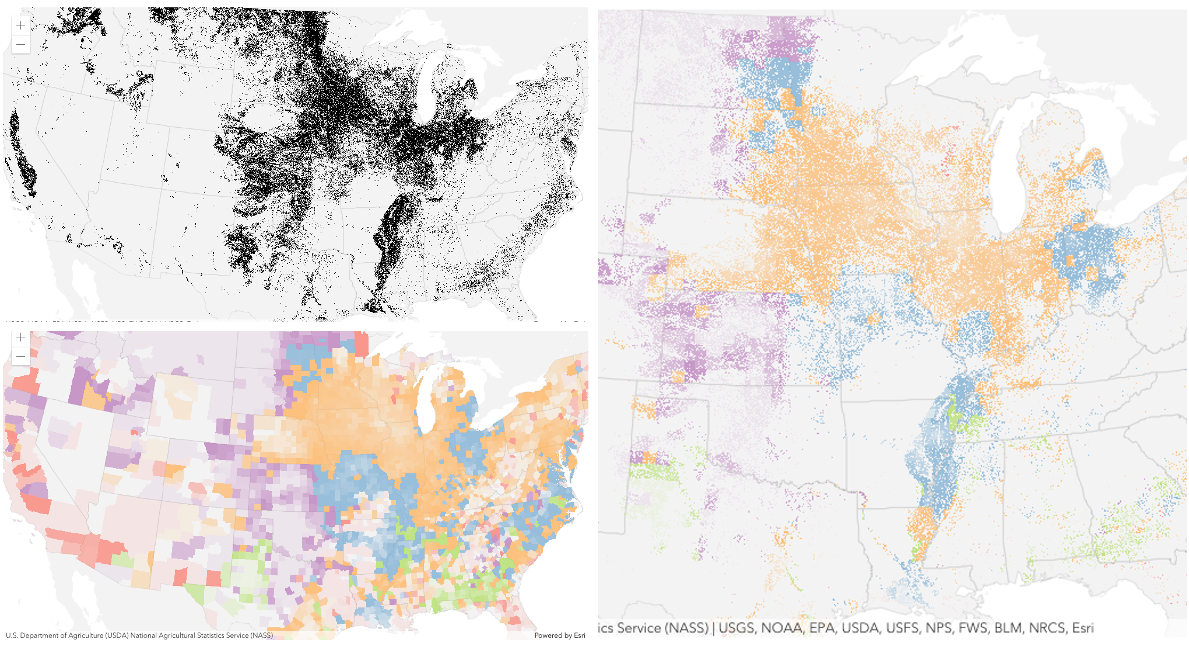 +
−
+
−
U.S. Department of Agriculture (USDA) National Agricultural Statistics Service (NASS)
Powered by Esri
ics Service (NASS) | USGS, NOAA, EPA, USDA, USFS, NPS, FWS, BLM, NRCS, Esri